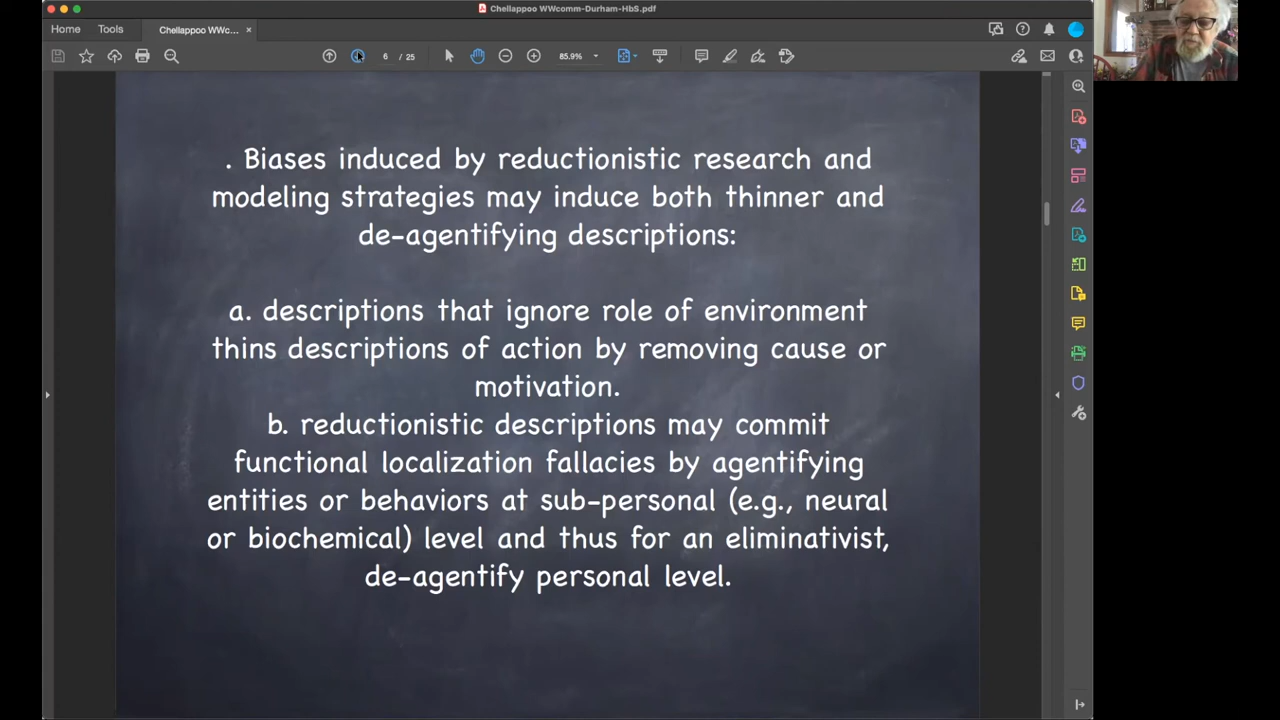 Chellappoo WWcomm-Durham-HbS.pdf
Home Tools Chellappoo WWc... ×
6 / 25 85.9%
. Biases induced by reductionistic research and
modeling strategies may induce both thinner and
de-agentifying descriptions:
a. descriptions that ignore role of environment
thins descriptions of action by removing cause or
motivation.
b. reductionistic descriptions may commit
functional localization fallacies by agentifying
entities or behaviors at sub-personal (e.g., neural
or biochemical) level and thus for an eliminativist,
de-agentify personal level.